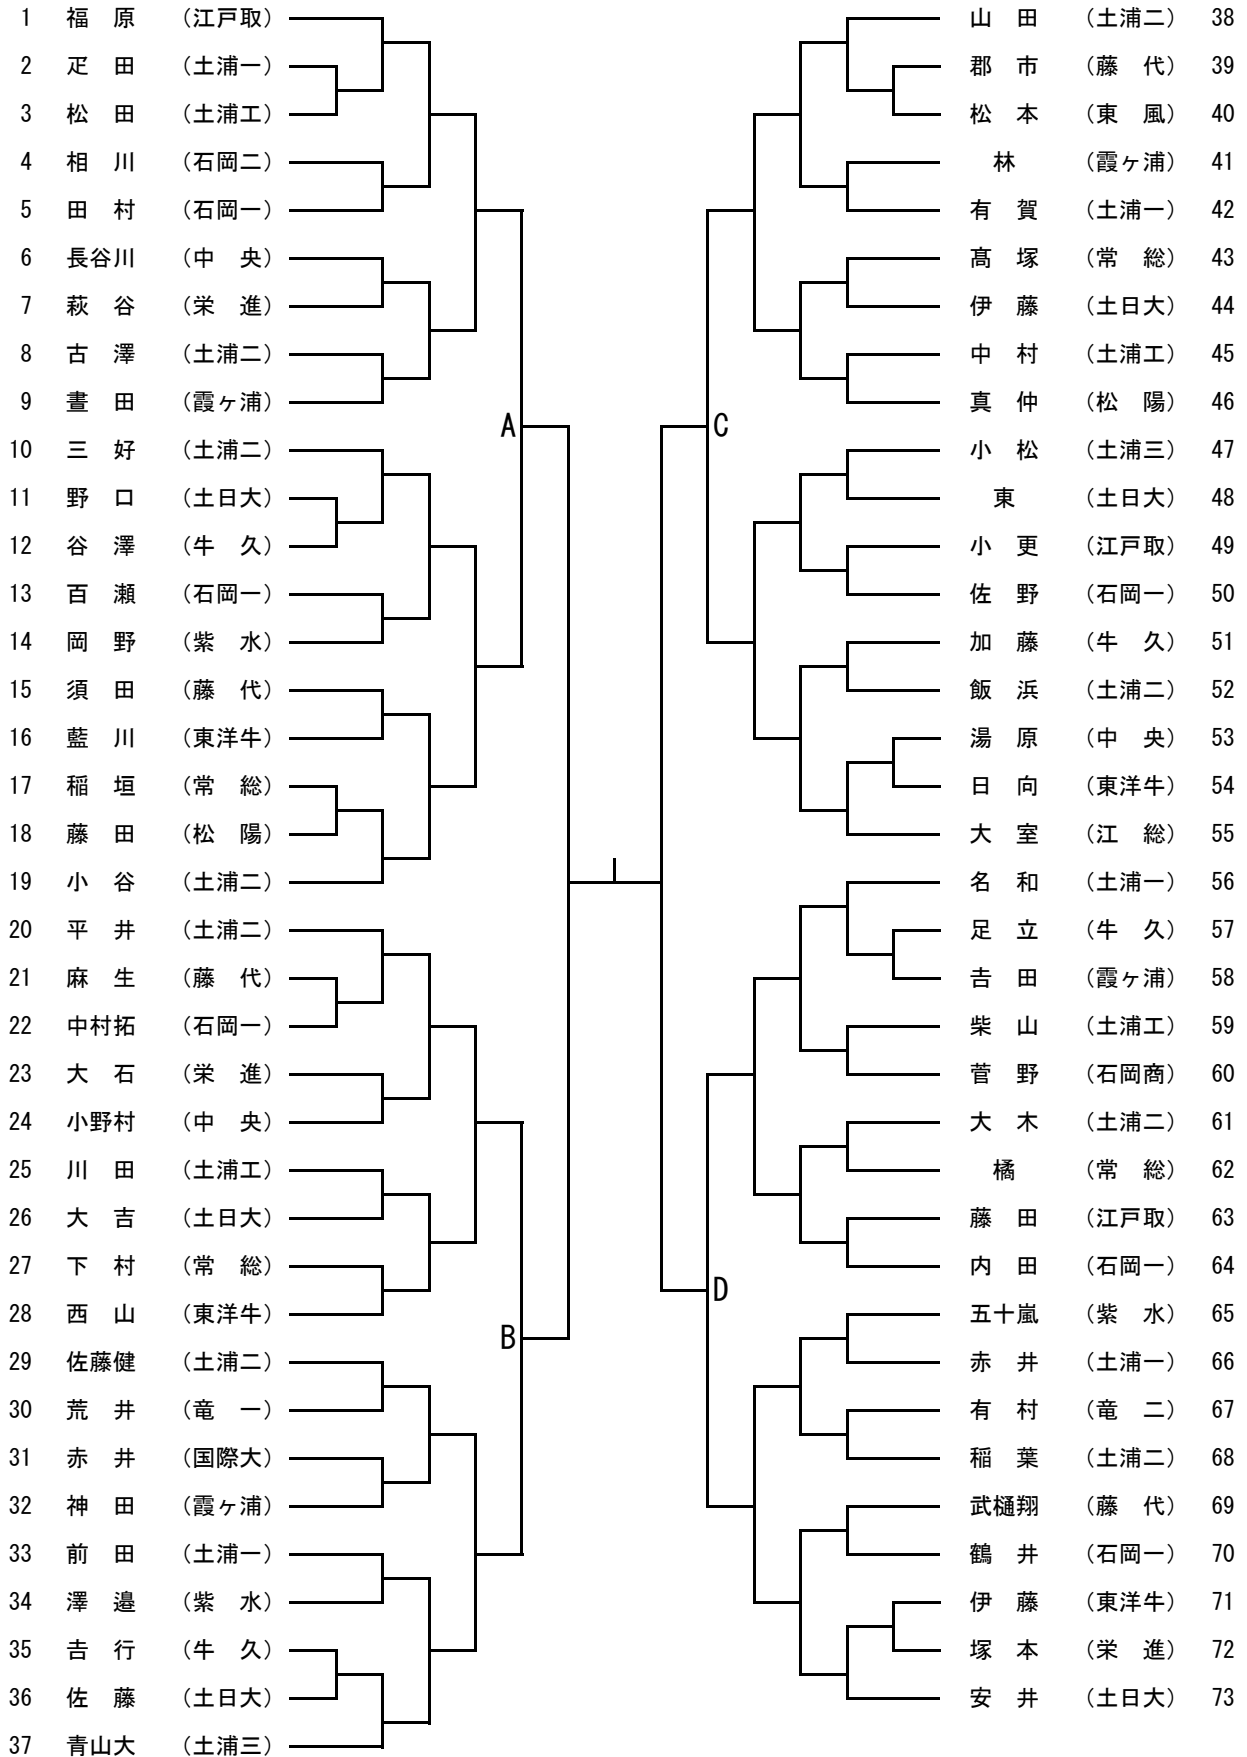 1 福 原 (江戸取)
2 疋 田 (土浦一)
3 松 田 (土浦工)
4 相 川 (石岡二)
5 田 村 (石岡一)
6 長谷川 (中 央)
7 萩 谷 (栄 進)
8 古 澤 (土浦二)
9 晝 田 (霞ヶ浦)
A
10 三 好 (土浦二)
11 野 口 (土日大)
12 谷 澤 (牛 久)
13 百 瀬 (石岡一)
14 岡 野 (紫 水)
15 須 田 (藤 代)
16 藍 川 (東洋牛)
17 稲 垣 (常 総)
18 藤 田 (松 陽)
19 小 谷 (土浦二)
20 平 井 (土浦二)
21 麻 生 (藤 代)
22 中村拓 (石岡一)
23 大 石 (栄 進)
24 小野村 (中 央)
25 川 田 (土浦工)
26 大 吉 (土日大)
27 下 村 (常 総)
28 西 山 (東洋牛)
B
29 佐藤健 (土浦二)
30 荒 井 (竜 一)
31 赤 井 (国際大)
32 神 田 (霞ヶ浦)
33 前 田 (土浦一)
34 澤 邉 (紫 水)
35 𠮷 行 (牛 久)
36 佐 藤 (土日大)
37 青山大 (土浦三)
山 田 (土浦二) 38
郡 市 (藤 代) 39
松 本 (東 風) 40
林 (霞ヶ浦) 41
有 賀 (土浦一) 42
髙 塚 (常 総) 43
伊 藤 (土日大) 44
中 村 (土浦工) 45
真 仲 (松 陽) 46
C
小 松 (土浦三) 47
東 (土日大) 48
小 更 (江戸取) 49
佐 野 (石岡一) 50
加 藤 (牛 久) 51
飯 浜 (土浦二) 52
湯 原 (中 央) 53
日 向 (東洋牛) 54
大 室 (江 総) 55
名 和 (土浦一) 56
足 立 (牛 久) 57
𠮷 田 (霞ヶ浦) 58
柴 山 (土浦工) 59
菅 野 (石岡商) 60
大 木 (土浦二) 61
橘 (常 総) 62
藤 田 (江戸取) 63
内 田 (石岡一) 64
D
五十嵐 (紫 水) 65
赤 井 (土浦一) 66
有 村 (竜 二) 67
稲 葉 (土浦二) 68
武樋翔 (藤 代) 69
鶴 井 (石岡一) 70
伊 藤 (東洋牛) 71
塚 本 (栄 進) 72
安 井 (土日大) 73